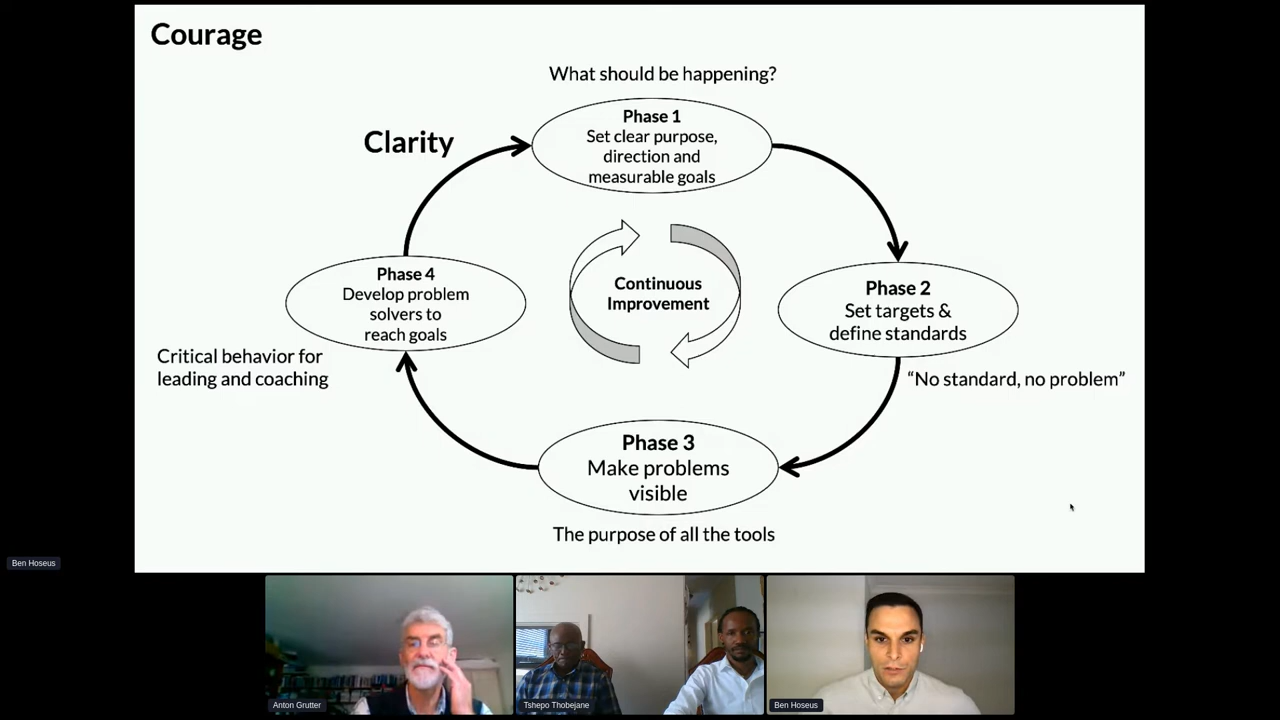 Courage
What should be happening?
Clarity
Phase 1
Set clear purpose,
direction and
measurable goals
Phase 4
Develop problem
solvers to
reach goals
Continuous
Improvement
Phase 2
Set targets &
define standards
Critical behavior for
leading and coaching
“No standard, no problem”
Phase 3
Make problems
visible
The purpose of all the tools
Ben Hoseus
Anton Grutter
Tshepo Thobejane
Ben Hoseus